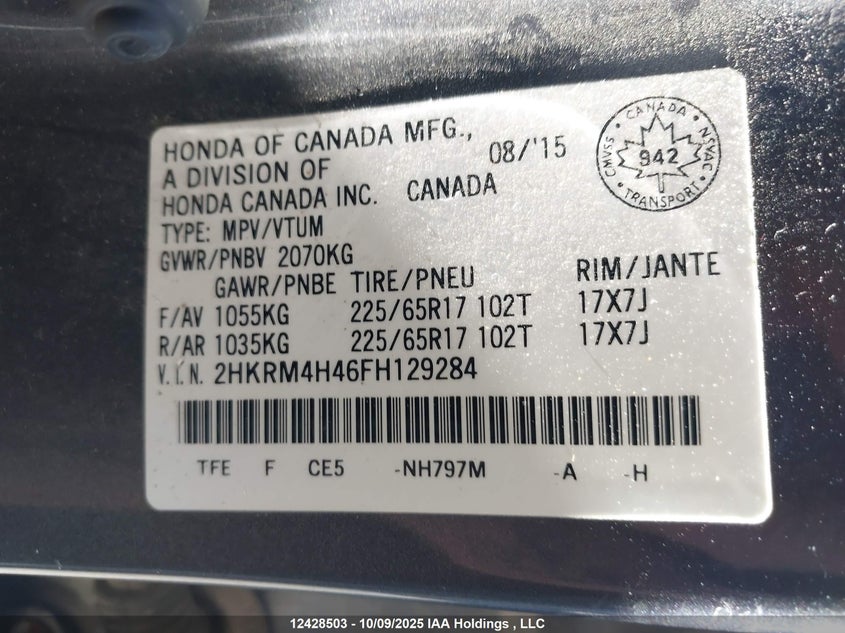 HONDA OF CANADA MFG., 08/'15
A DIVISION OF
HONDA CANADA INC. CANADA
TYPE: MPV/VTUM
GVWR/PNBV 2070KG
GAWR/PNBE TIRE/PNEU RIM/JANTE
F/AV 1055KG 225/65R17 102T 17X7J
R/AR 1035KG 225/65R17 102T 17X7J
V.I.N. 2HKRM4H46FH129284
TFE F CE5 -NH797M -A -H
CANADA
CMVSS 942 NSVAC
TRANSPORT
12428503 - 10/09/2025 IAA Holdings , LLC